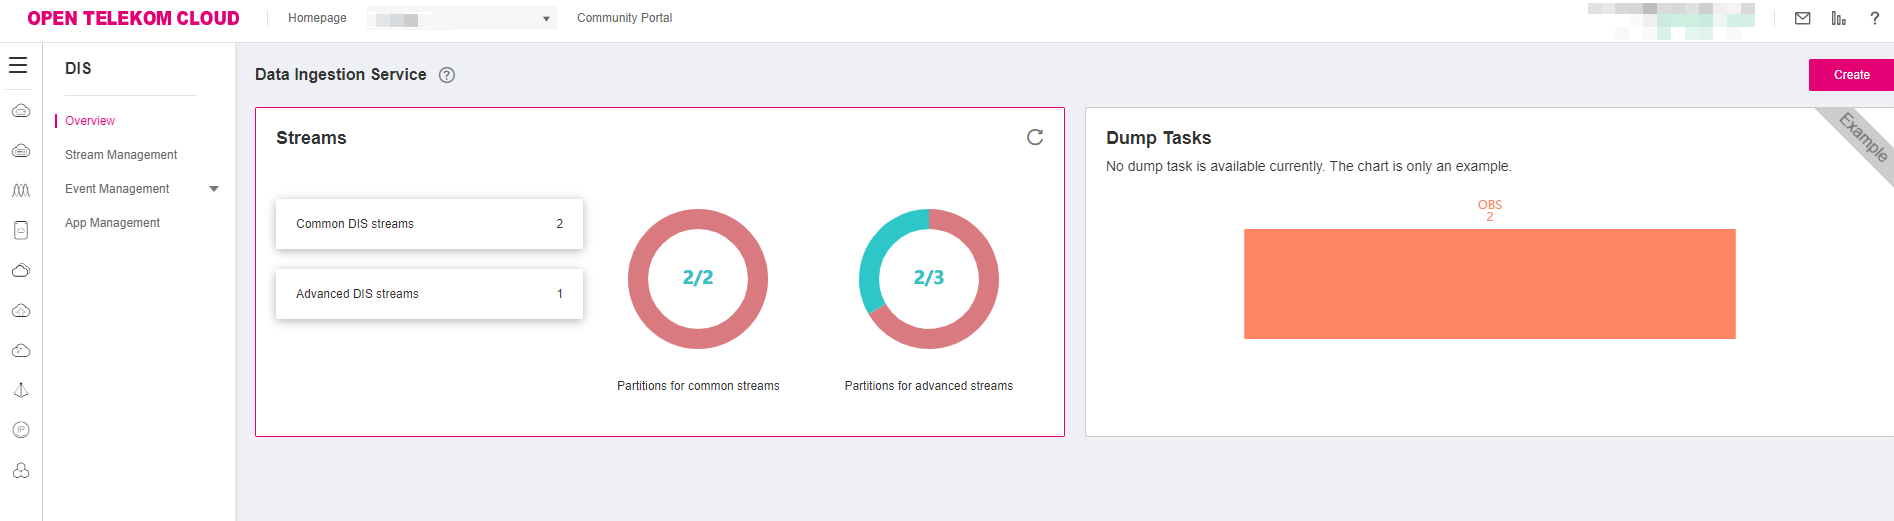 OPEN TELEKOM CLOUD
Homepage
Community Portal
DIS
Overview
Stream Management
Event Management
App Management
Data Ingestion Service
Create
Streams
Common DIS streams 2
Advanced DIS streams 1
2/2
Partitions for common streams
2/3
Partitions for advanced streams
Dump Tasks
No dump task is available currently. The chart is only an example.
Example
OBS
2
IP